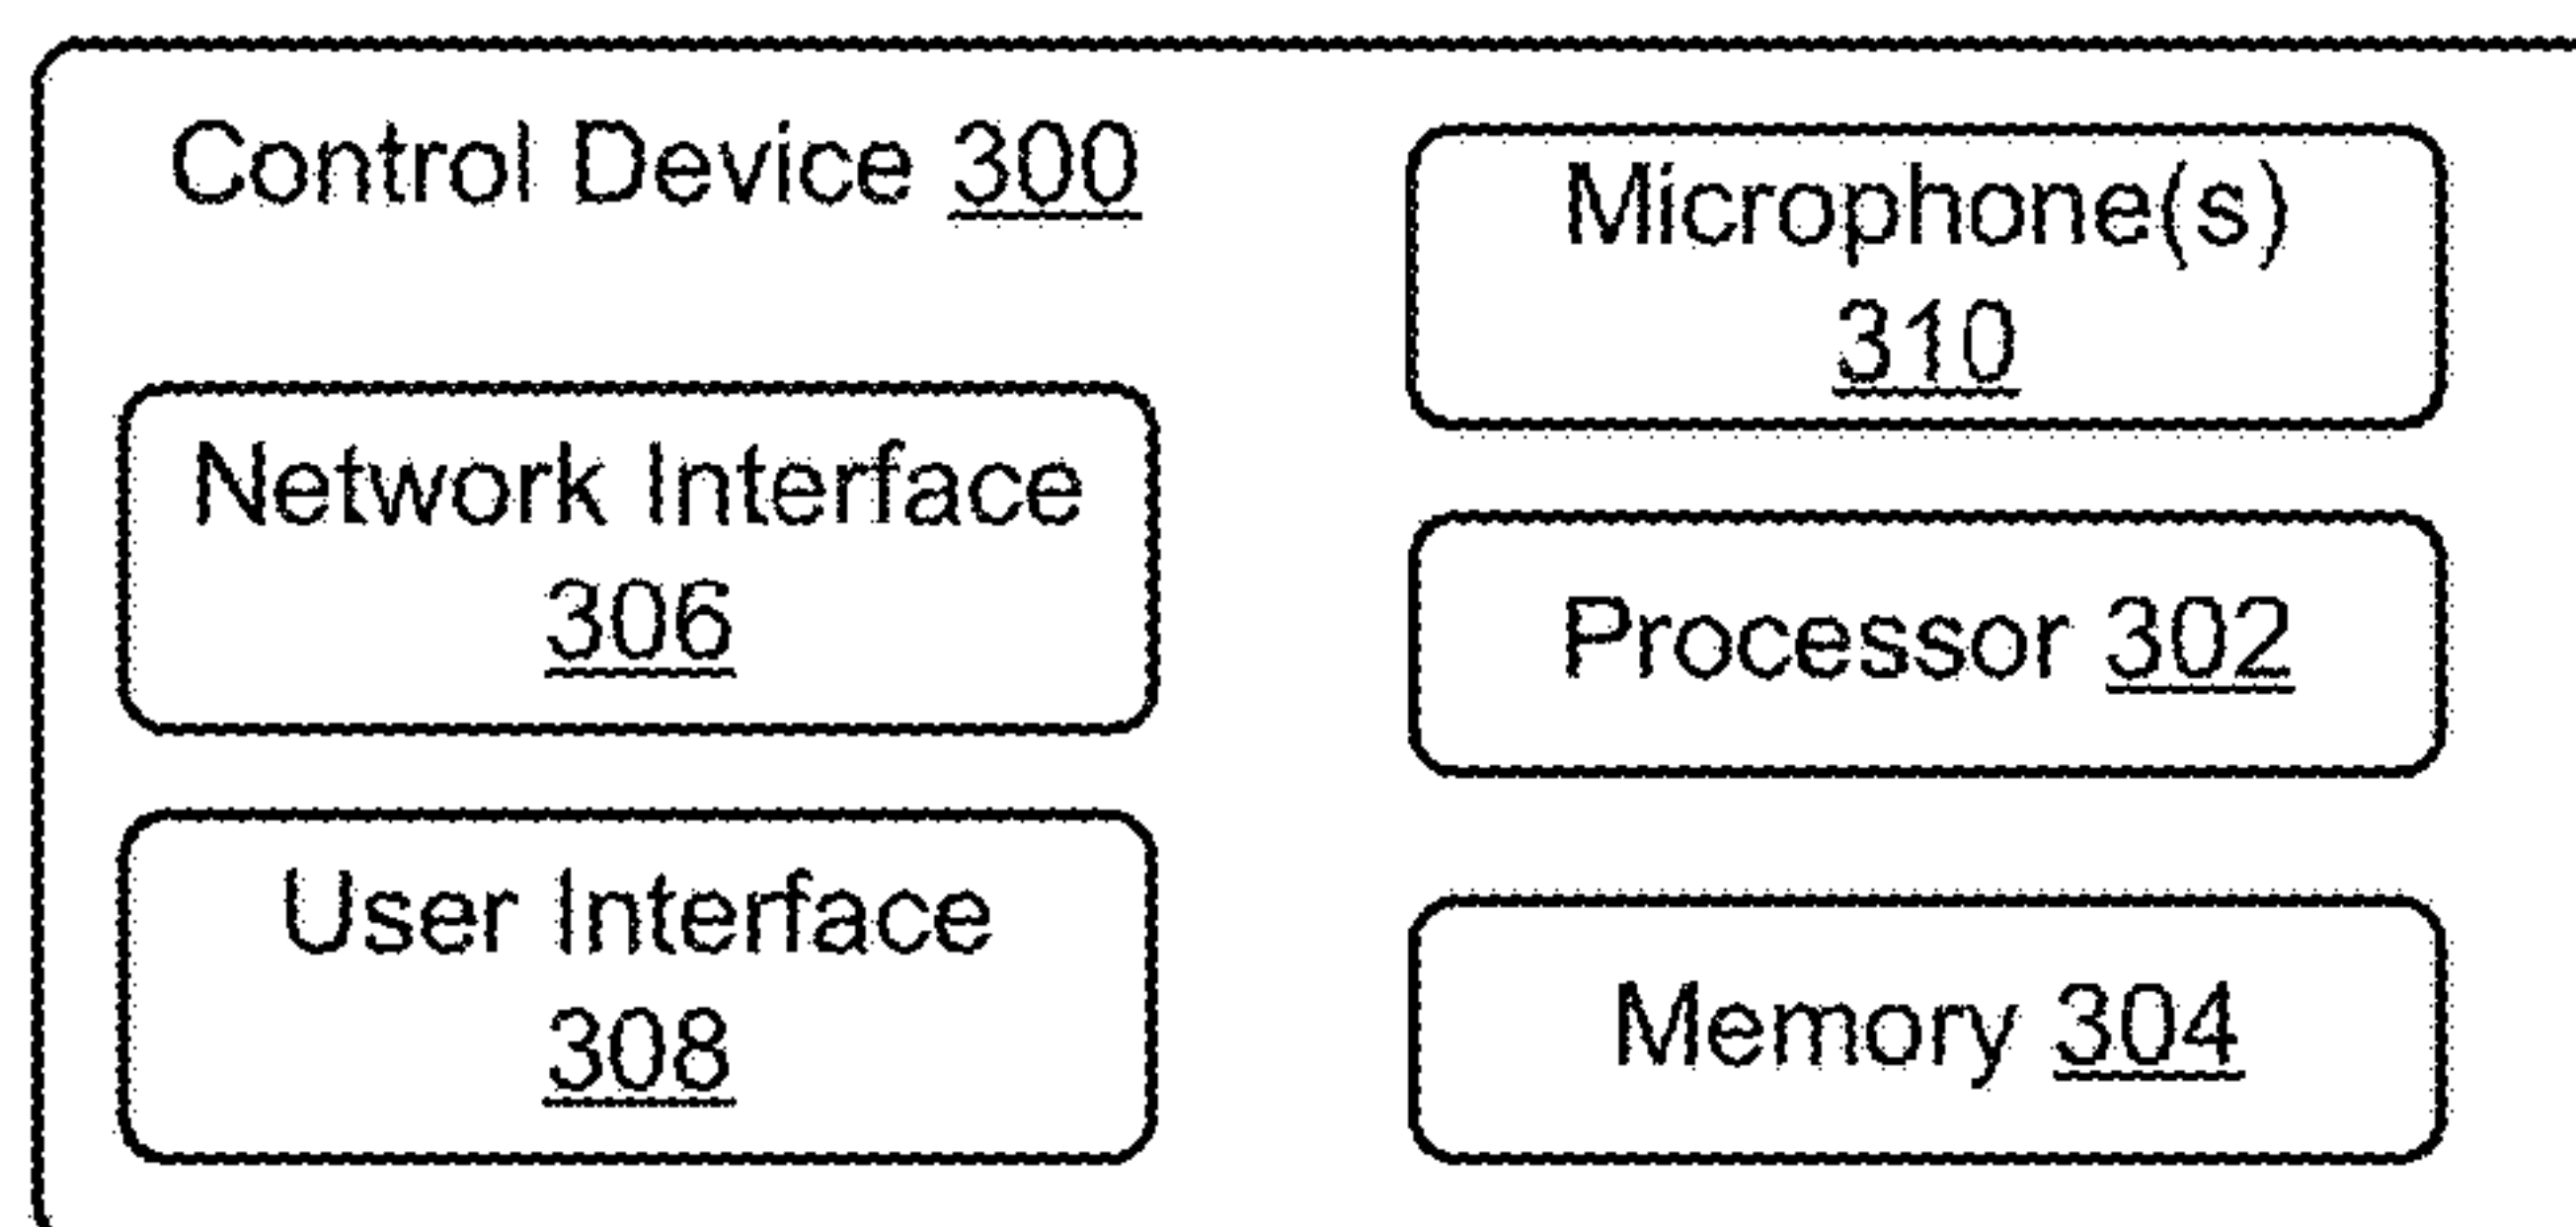 Control Device 300
Network Interface
306
User Interface
308
Microphone(s)
310
Processor 302
Memory 304